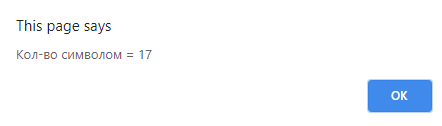 This page says
Кол-во символом = 17
OK